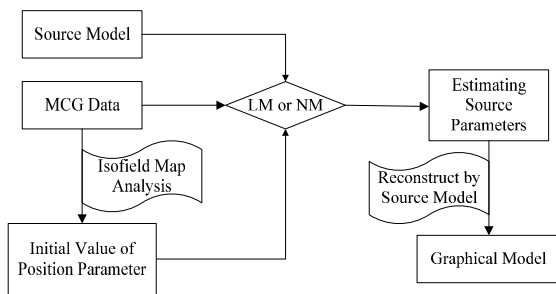 Source Model
MCG Data
LM or NM
Estimating
Source
Parameters
Isofield Map
Analysis
Reconstruct by
Source Model
Initial Value of
Position Parameter
Graphical Model